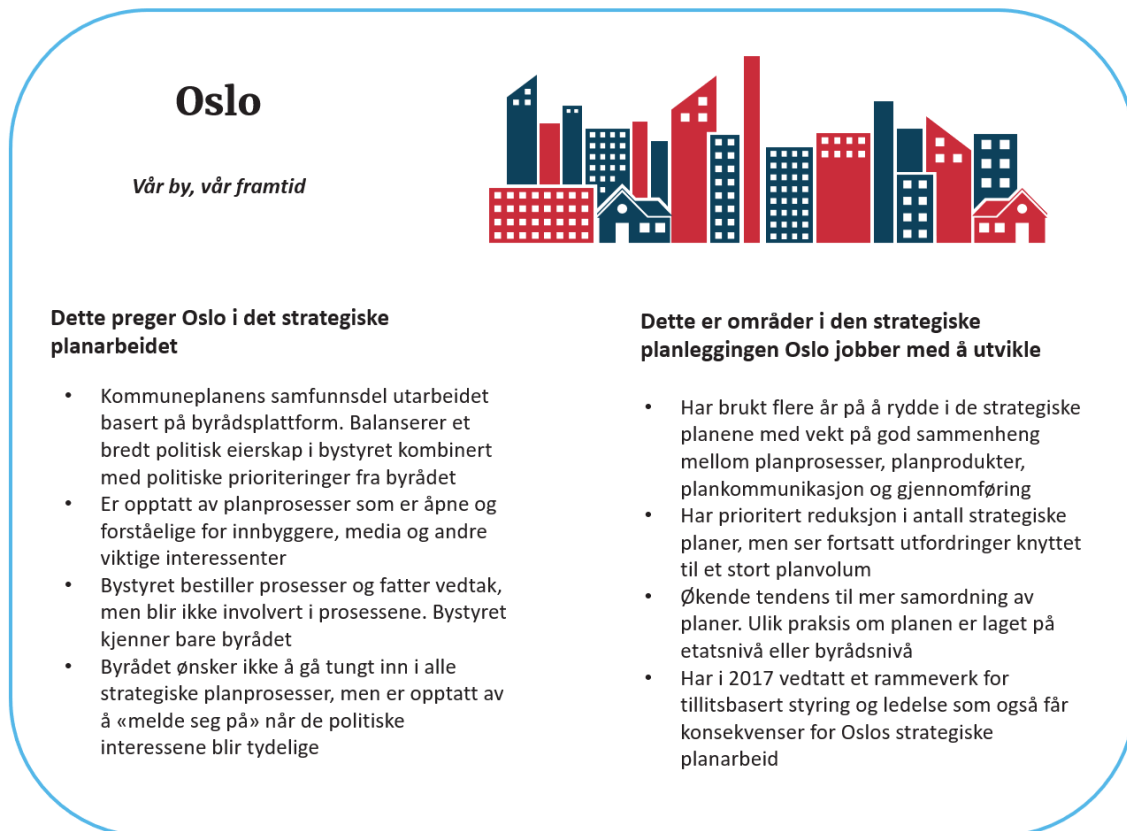 Oslo
Vår by, vår framtid
Dette preger Oslo i det strategiske
planarbeidet
• Kommuneplanens samfunnsdel utarbeidet
basert på byrådsplattform. Balanserer et
bredt politisk eierskap i bystyret kombinert
med politiske prioriteringer fra byrådet
• Er opptatt av planprosesser som er åpne og
forståelige for innbyggere, media og andre
viktige interessenter
• Bystyret bestiller prosesser og fatter vedtak,
men blir ikke involvert i prosessene. Bystyret
kjenner bare byrådet
• Byrådet ønsker ikke å gå tungt inn i alle
strategiske planprosesser, men er opptatt av
å «melde seg på» når de politiske
interessene blir tydelige
Dette er områder i den strategiske
planleggingen Oslo jobber med å utvikle
• Har brukt flere år på å rydde i de strategiske
planene med vekt på god sammenheng
mellom planprosesser, planprodukter,
plankommunikasjon og gjennomføring
• Har prioritert reduksjon i antall strategiske
planer, men ser fortsatt utfordringer knyttet
til et stort planvolum
• Økende tendens til mer samordning av
planer. Ulik praksis om planen er laget på
etatsnivå eller byrådsnivå
• Har i 2017 vedtatt et rammeverk for
tillitsbasert styring og ledelse som også får
konsekvenser for Oslos strategiske
planarbeid